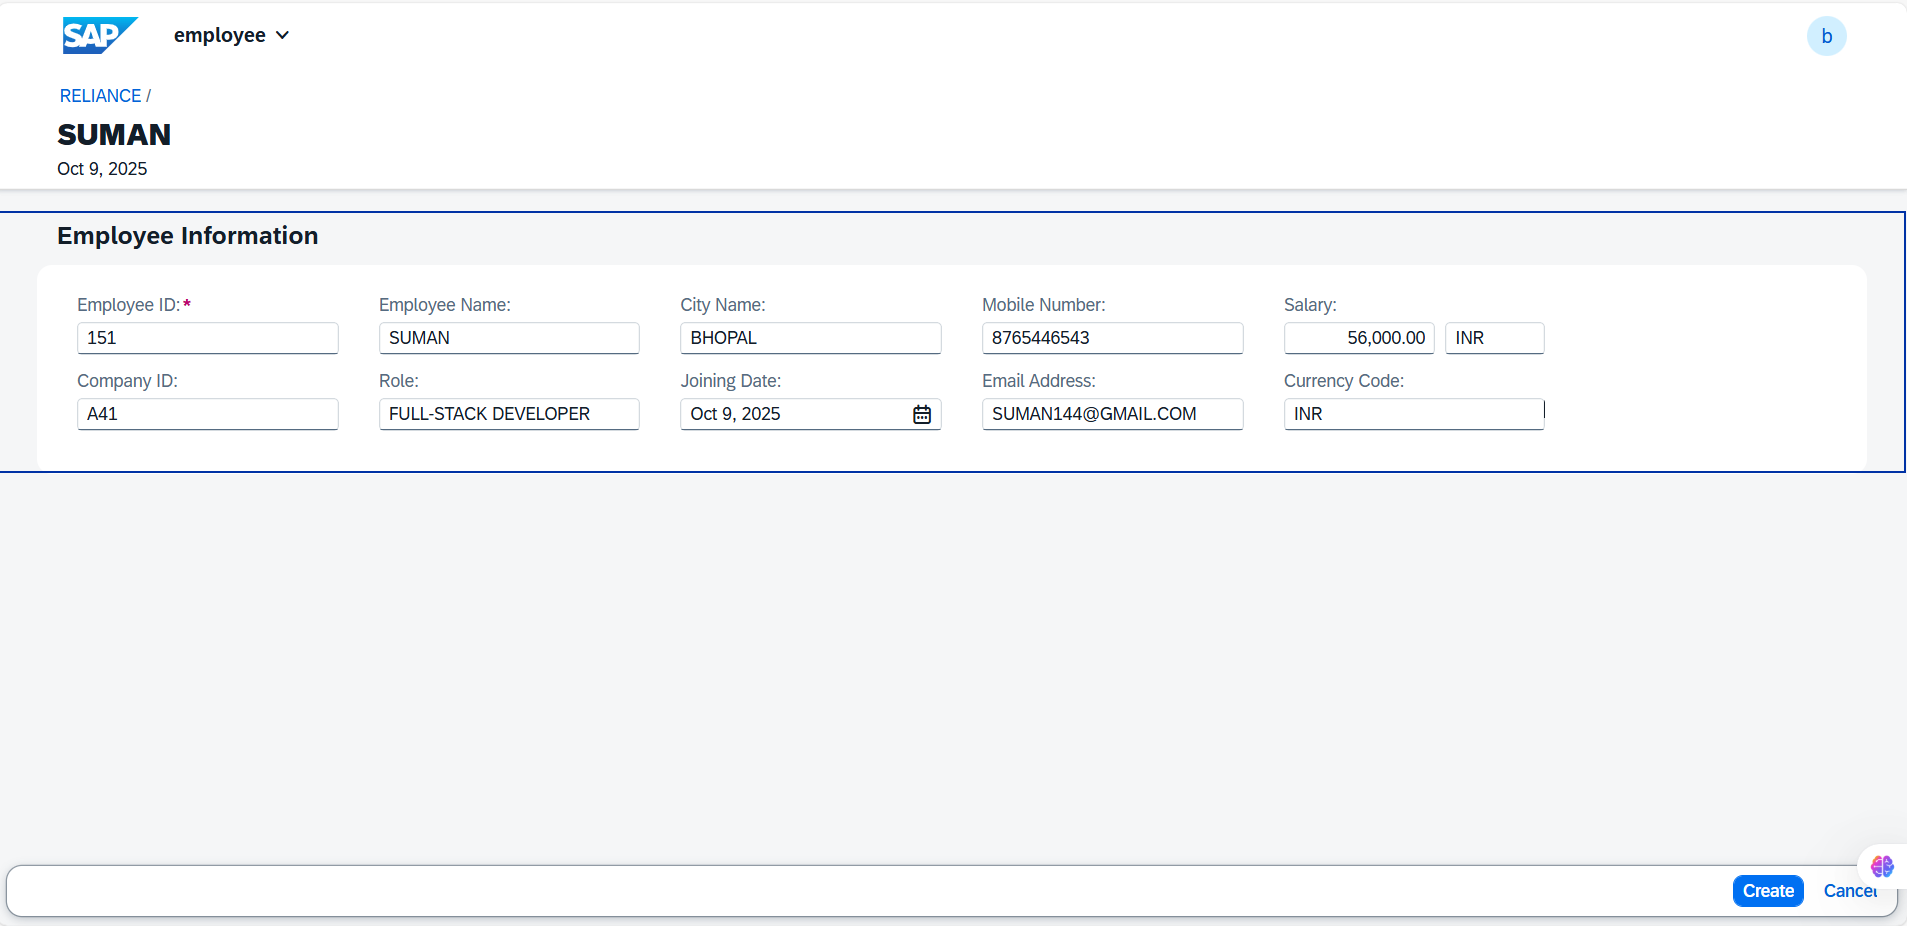 SAP employee b
RELIANCE /
SUMAN
Oct 9, 2025
Employee Information
Employee ID:* Employee Name: City Name: Mobile Number: Salary:
151 SUMAN BHOPAL 8765446543 56,000.00 INR
Company ID: Role: Joining Date: Email Address: Currency Code:
A41 FULL-STACK DEVELOPER Oct 9, 2025 SUMAN144@GMAIL.COM INR
Create Cancel